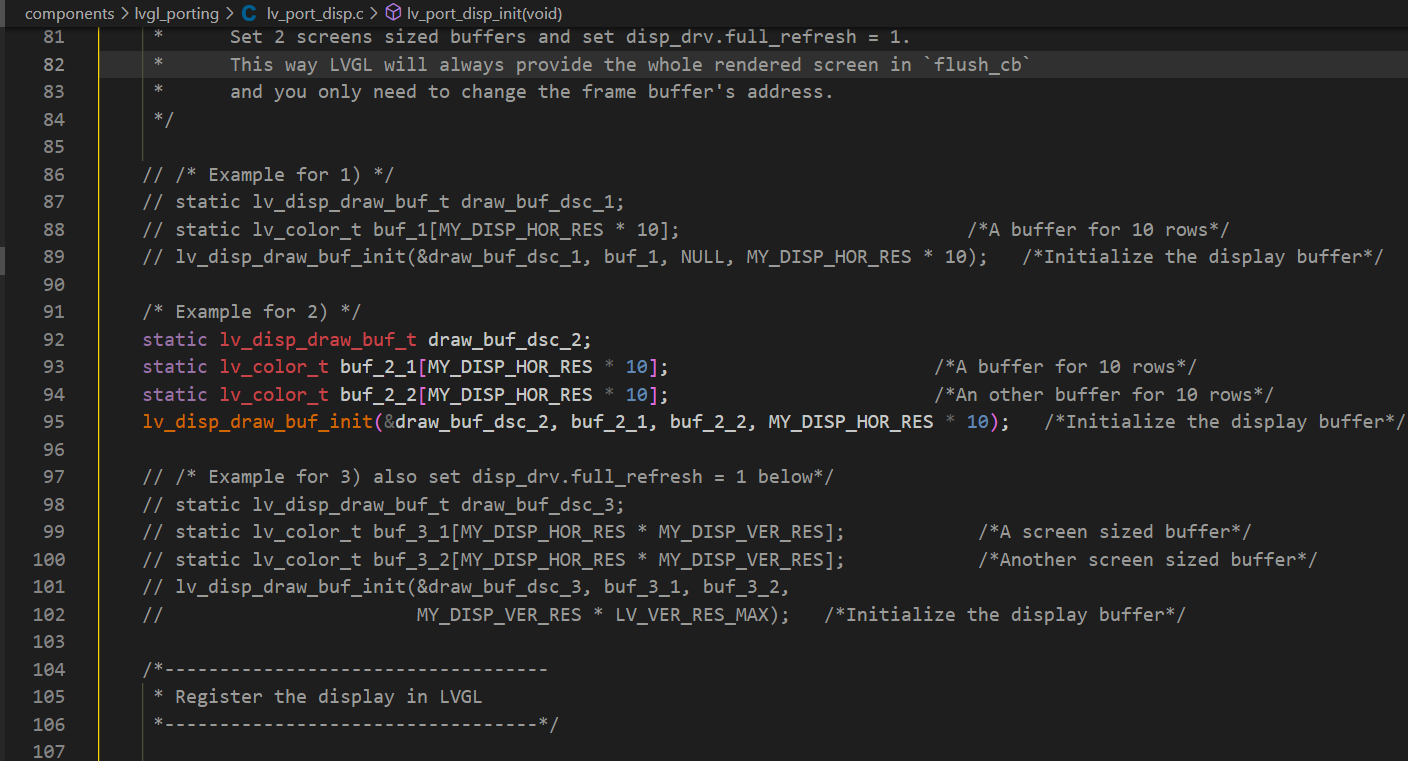 components > lvgl_porting > C lv_port_disp.c > lv_port_disp_init(void)
81 * Set 2 screens sized buffers and set disp_drv.full_refresh = 1.
82 * This way LVGL will always provide the whole rendered screen in `flush_cb`
83 * and you only need to change the frame buffer's address.
84 */
85
86 // /* Example for 1) */
87 // static lv_disp_draw_buf_t draw_buf_dsc_1;
88 // static lv_color_t buf_1[MY_DISP_HOR_RES * 10]; /*A buffer for 10 rows*/
89 // lv_disp_draw_buf_init(&draw_buf_dsc_1, buf_1, NULL, MY_DISP_HOR_RES * 10); /*Initialize the display buffer*/
90
91 /* Example for 2) */
92 static lv_disp_draw_buf_t draw_buf_dsc_2;
93 static lv_color_t buf_2_1[MY_DISP_HOR_RES * 10]; /*A buffer for 10 rows*/
94 static lv_color_t buf_2_2[MY_DISP_HOR_RES * 10]; /*An other buffer for 10 rows*/
95 lv_disp_draw_buf_init(&draw_buf_dsc_2, buf_2_1, buf_2_2, MY_DISP_HOR_RES * 10); /*Initialize the display buffer*/
96
97 // /* Example for 3) also set disp_drv.full_refresh = 1 below*/
98 // static lv_disp_draw_buf_t draw_buf_dsc_3;
99 // static lv_color_t buf_3_1[MY_DISP_HOR_RES * MY_DISP_VER_RES]; /*A screen sized buffer*/
100 // static lv_color_t buf_3_2[MY_DISP_HOR_RES * MY_DISP_VER_RES]; /*Another screen sized buffer*/
101 // lv_disp_draw_buf_init(&draw_buf_dsc_3, buf_3_1, buf_3_2,
102 // MY_DISP_VER_RES * LV_VER_RES_MAX); /*Initialize the display buffer*/
103
104 /*-----------------------------------
105 * Register the display in LVGL
106 *----------------------------------*/
107